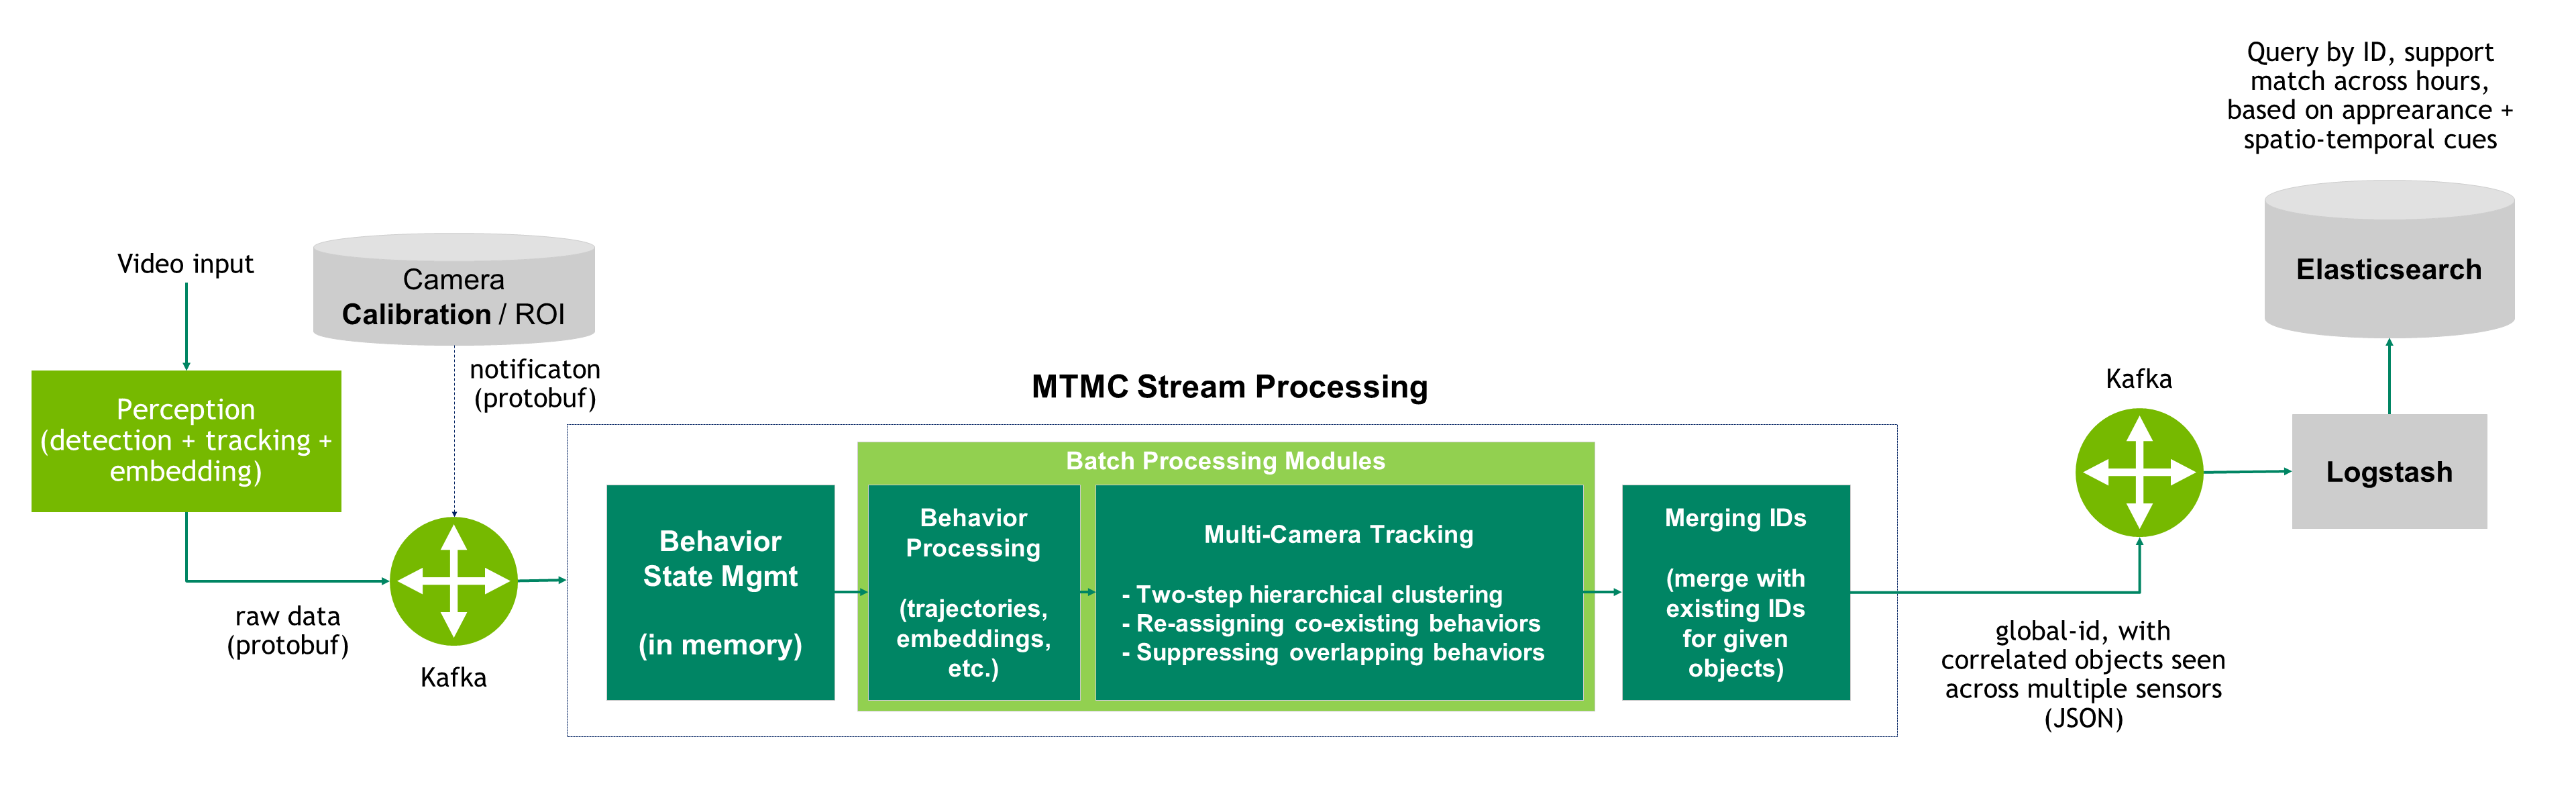 Video input
Perception
(detection + tracking +
embedding)
raw data
(protobuf)
Camera
Calibration / ROI
notificaton
(protobuf)
Kafka
MTMC Stream Processing
Behavior
State Mgmt
(in memory)
Batch Processing Modules
Behavior
Processing
(trajectories,
embeddings,
etc.)
Multi-Camera Tracking
- Two-step hierarchical clustering
- Re-assigning co-existing behaviors
- Suppressing overlapping behaviors
Merging IDs
(merge with
existing IDs
for given
objects)
global-id, with
correlated objects seen
across multiple sensors
(JSON)
Kafka
Logstash
Elasticsearch
Query by ID, support
match across hours,
based on apprearance +
spatio-temporal cues